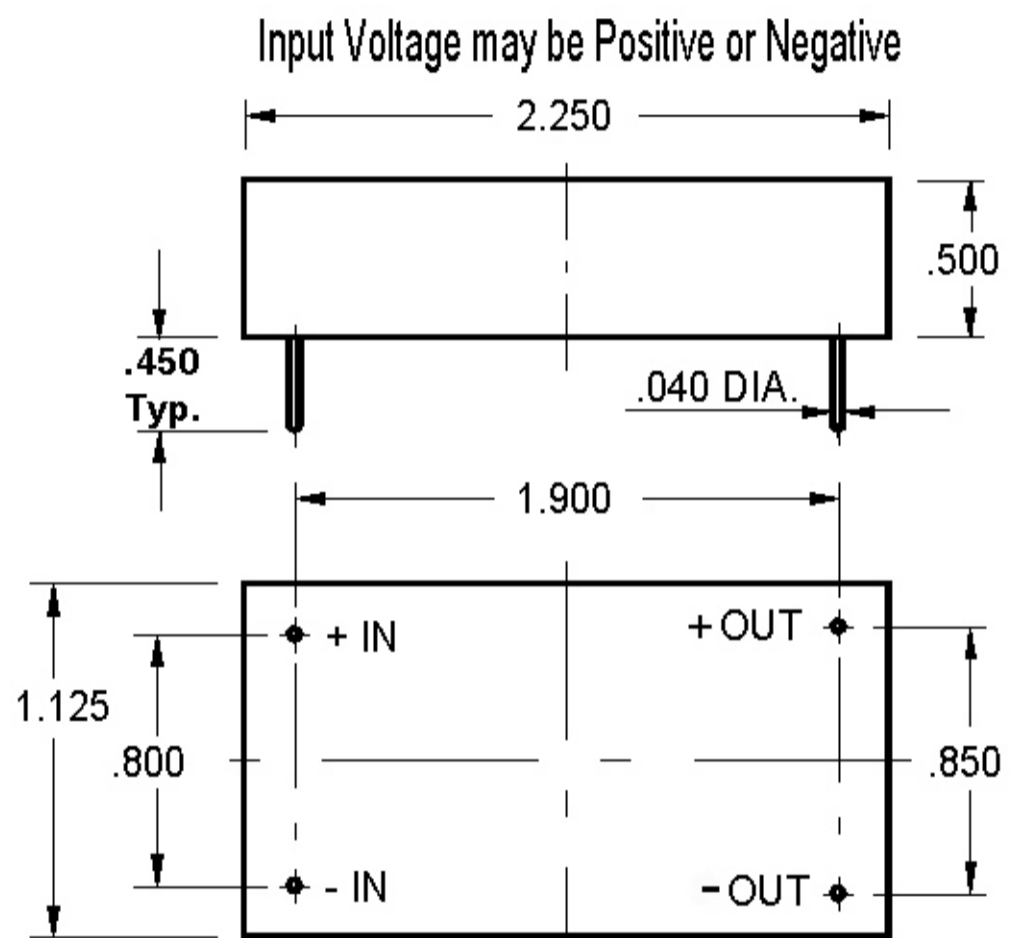 Input Voltage may be Positive or Negative
2.250
.500
.450
Typ.
.040 DIA.
1.900
+ IN
+ OUT
1.125
.800
.850
- IN
- OUT